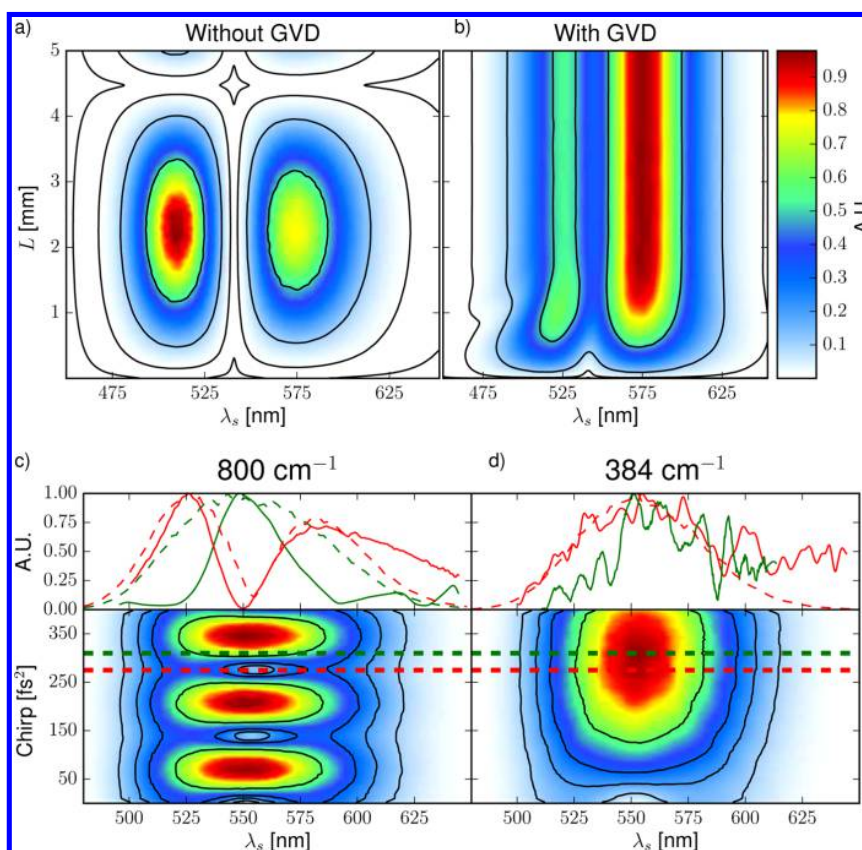 a) Without GVD
b) With GVD
5
4
3
2
1
L [mm]
475 525 575 625
λs [nm]
475 525 575 625
λs [nm]
0.9
0.8
0.7
0.6
0.5
0.4
0.3
0.2
0.1
A.U.
c) 800 cm⁻¹
d) 384 cm⁻¹
1.00
0.75
0.50
0.25
0.00
A.U.
350
250
150
50
Chirp [fs²]
500 525 550 575 600 625
λs [nm]
500 525 550 575 600 625
λs [nm]